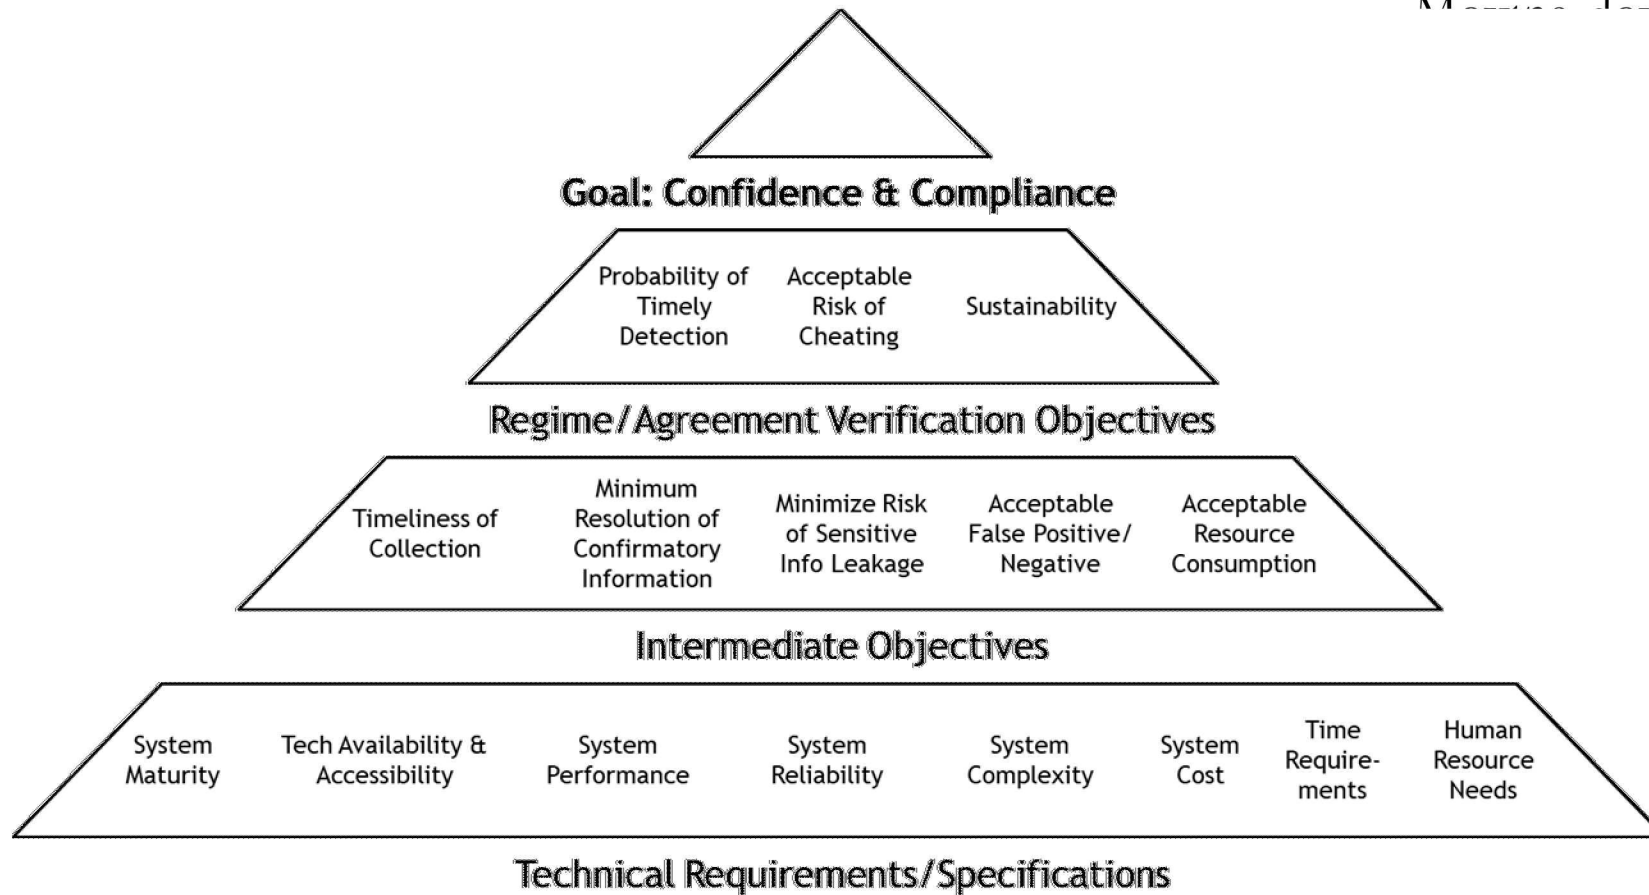 Goal: Confidence & Compliance
Probability of
Timely
Detection
Acceptable
Risk of
Cheating
Sustainability
Regime/Agreement Verification Objectives
Timeliness of
Collection
Minimum
Resolution of
Confirmatory
Information
Minimize Risk
of Sensitive
Info Leakage
Acceptable
False Positive/
Negative
Acceptable
Resource
Consumption
Intermediate Objectives
System
Maturity
Tech Availability &
Accessibility
System
Performance
System
Reliability
System
Complexity
System
Cost
Time
Require-
ments
Human
Resource
Needs
Technical Requirements/Specifications